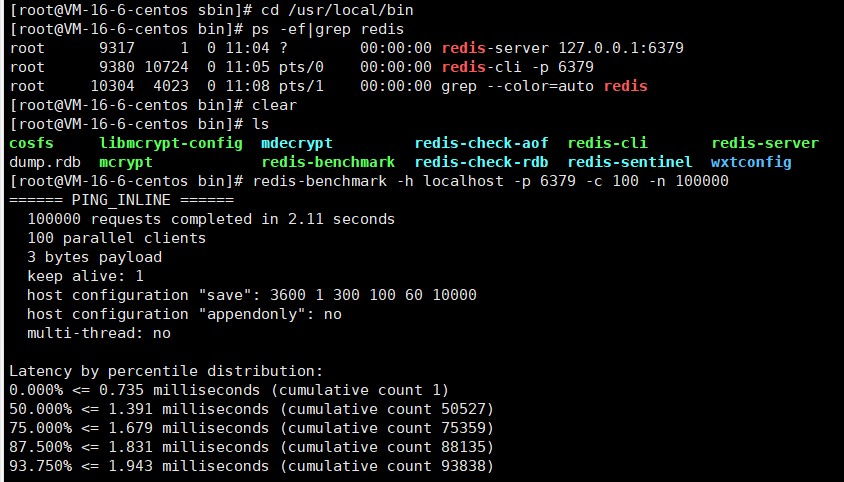 [root@VM-16-6-centos sbin]# cd /usr/local/bin
[root@VM-16-6-centos bin]# ps -ef|grep redis
root      9317     1  0 11:04 ?        00:00:00 redis-server 127.0.0.1:6379
root      9380 10724  0 11:05 pts/0    00:00:00 redis-cli -p 6379
root     10304  4023  0 11:08 pts/1    00:00:00 grep --color=auto redis
[root@VM-16-6-centos bin]# clear
[root@VM-16-6-centos bin]# ls
cosfs     libmcrypt-config  mdecrypt         redis-check-aof  redis-cli       redis-server
dump.rdb  mcrypt            redis-benchmark  redis-check-rdb  redis-sentinel  wxtconfig
[root@VM-16-6-centos bin]# redis-benchmark -h localhost -p 6379 -c 100 -n 100000
====== PING_INLINE ======
  100000 requests completed in 2.11 seconds
  100 parallel clients
  3 bytes payload
  keep alive: 1
  host configuration "save": 3600 1 300 100 60 10000
  host configuration "appendonly": no
  multi-thread: no
Latency by percentile distribution:
0.000% <= 0.735 milliseconds (cumulative count 1)
50.000% <= 1.391 milliseconds (cumulative count 50527)
75.000% <= 1.679 milliseconds (cumulative count 75359)
87.500% <= 1.831 milliseconds (cumulative count 88135)
93.750% <= 1.943 milliseconds (cumulative count 93838)